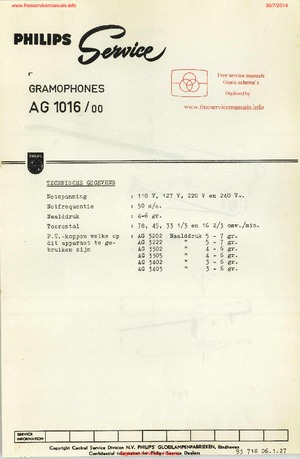 www.freeservicemanuals.info
30/7/2014
PHILIPS Service
GRAMOPHONES
AG 1016/00
Free service manuals
Gratis schema's
Digitized by
www.freeservicemanuals.info
PHILIPS
TECHNISCHE GEGEVENS
Netspanning : 110 V, 127 V, 220 V en 240 V~.
Netfrequentie : 50 c/s.
Naalddruk : 4-6 gr.
Toerental : 78, 45, 33 1/3 en 16 2/3 omw./min.
P.U.-koppen welke op : AG 3202 Naalddruk 5 - 7 gr.
dit apparaat te ge- : AG 3222 " 5 - 7 gr.
bruiken zijn : AG 3302 " 4 - 6 gr.
: AG 3305 " 4 - 6 gr.
: AG 3402 " 3 - 6 gr.
: AG 3403 " 3 - 6 gr.
SERVICE
INFORMATION
Copyright Central Service Division N.V. PHILIPS' GLOEILAMPENFABRIEKEN, Eindhoven
Confidential information for Philips Service Dealers
93 718 06.1.27